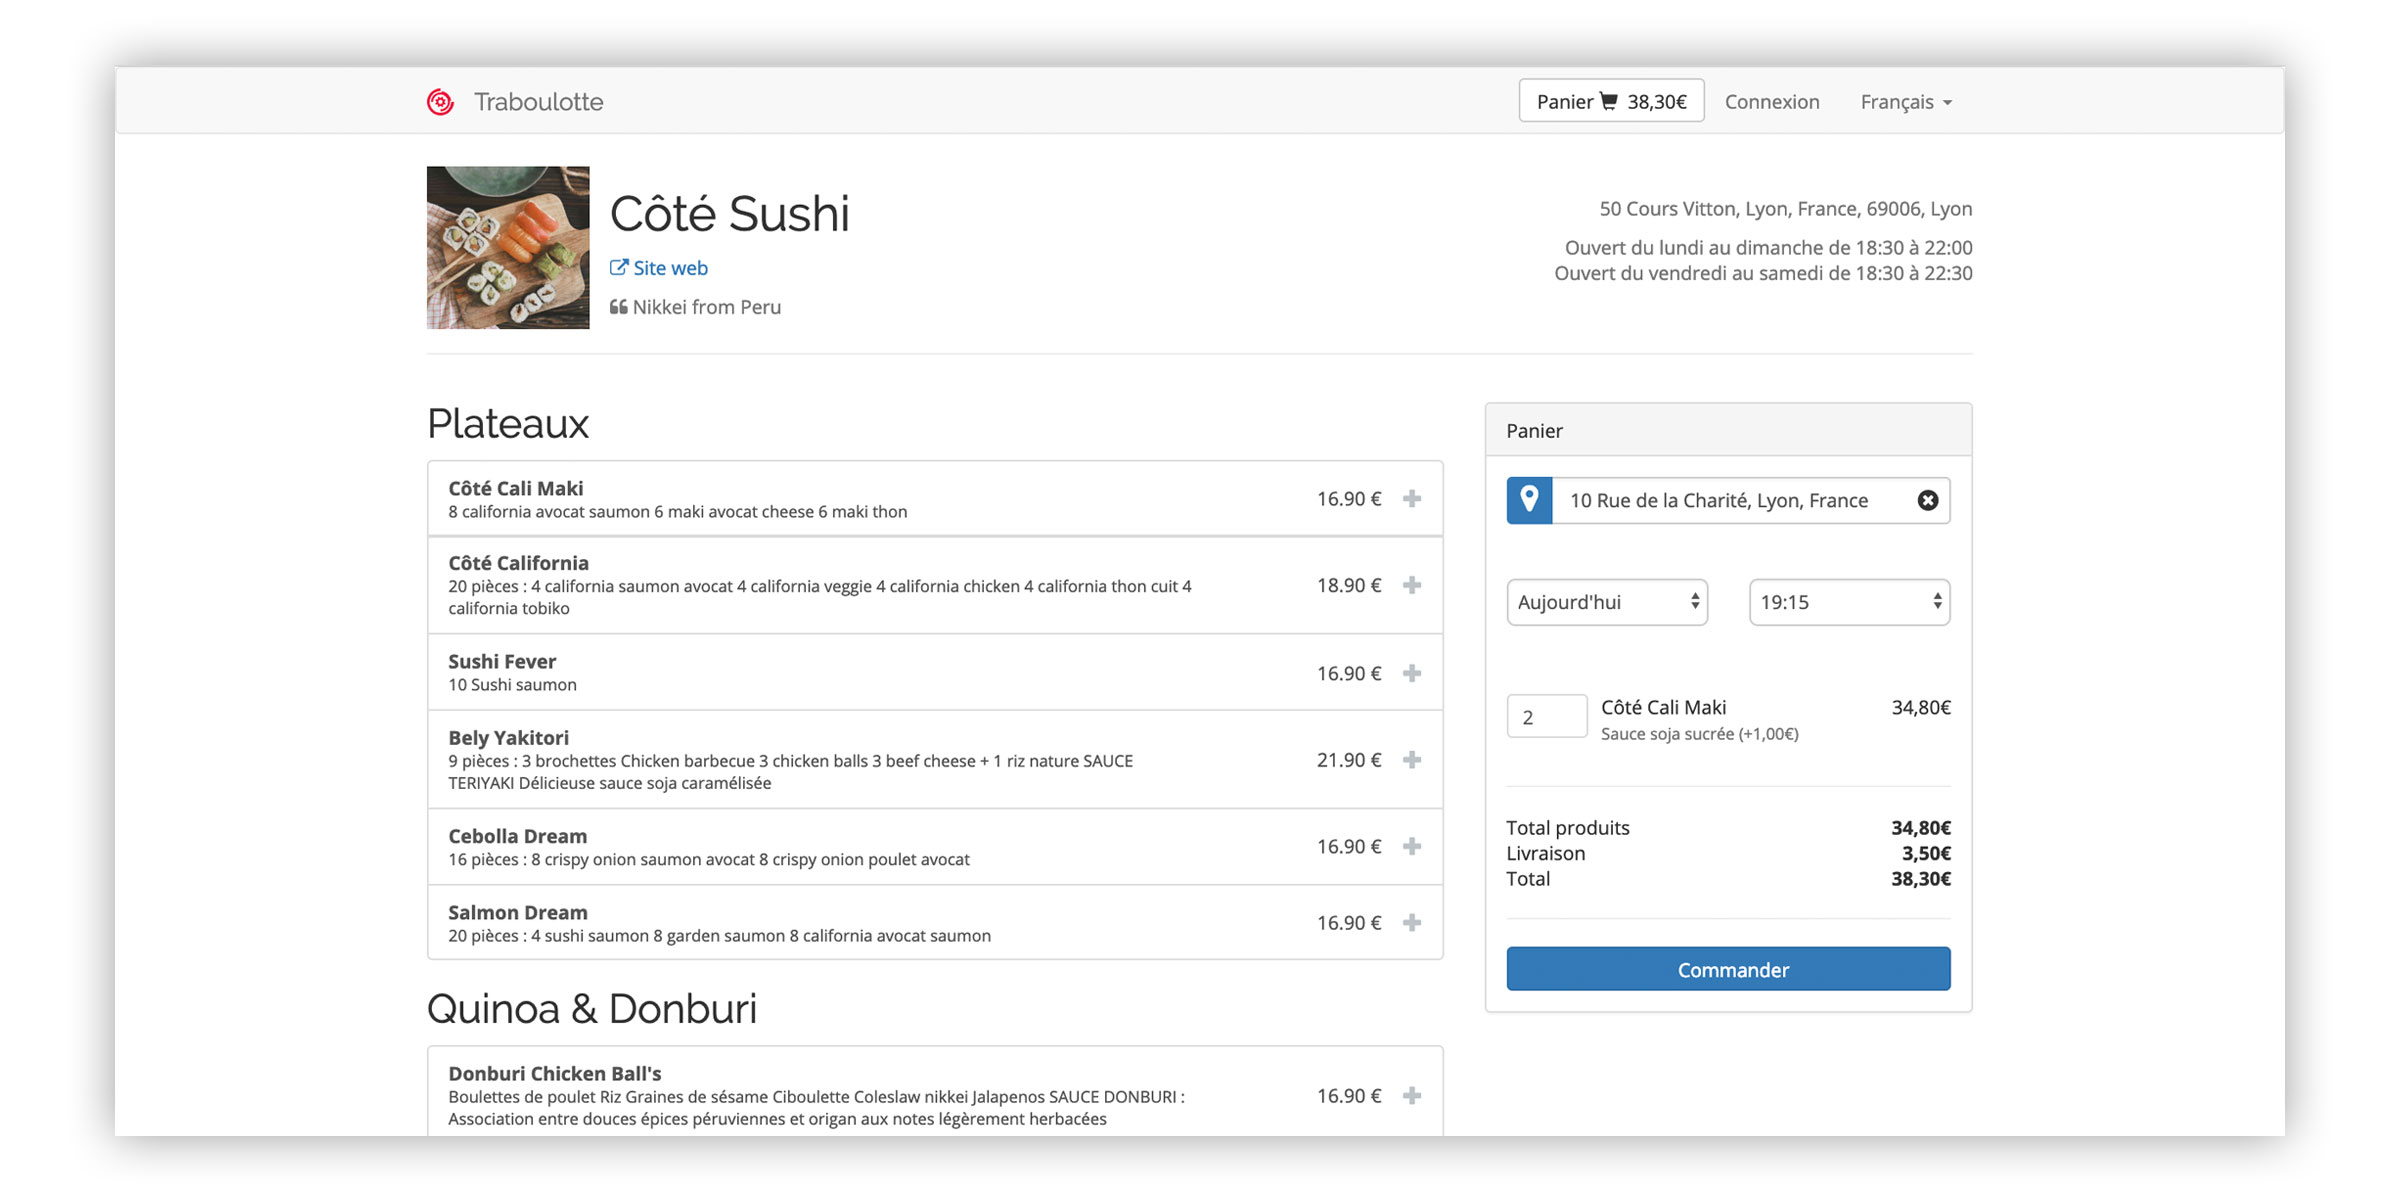 Traboulotte
Panier 38,30€ Connexion Français
Côté Sushi
Site web
Nikkei from Peru
50 Cours Vitton, Lyon, France, 69006, Lyon
Ouvert du lundi au dimanche de 18:30 à 22:00
Ouvert du vendredi au samedi de 18:30 à 22:30
Plateaux
Côté Cali Maki
8 california avocat saumon 6 maki avocat cheese 6 maki thon
16.90 €
Côté California
20 pièces : 4 california saumon avocat 4 california veggie 4 california chicken 4 california thon cuit 4
california tobiko
18.90 €
Sushi Fever
10 Sushi saumon
16.90 €
Bely Yakitori
9 pièces : 3 brochettes Chicken barbecue 3 chicken balls 3 beef cheese + 1 riz nature SAUCE
TERIYAKI Délicieuse sauce soja caramélisée
21.90 €
Cebolla Dream
16 pièces : 8 crispy onion saumon avocat 8 crispy onion poulet avocat
16.90 €
Salmon Dream
20 pièces : 4 sushi saumon 8 garden saumon 8 california avocat saumon
16.90 €
Quinoa & Donburi
Donburi Chicken Ball's
Boulettes de poulet Riz Graines de sésame Ciboulette Coleslaw nikkei Jalapenos SAUCE DONBURI :
Association entre douces épices péruviennes et origan aux notes légèrement herbacées
16.90 €
Panier
10 Rue de la Charité, Lyon, France
Aujourd'hui 19:15
2 Côté Cali Maki 34,80€
Sauce soja sucrée (+1,00€)
Total produits 34,80€
Livraison 3,50€
Total 38,30€
Commander